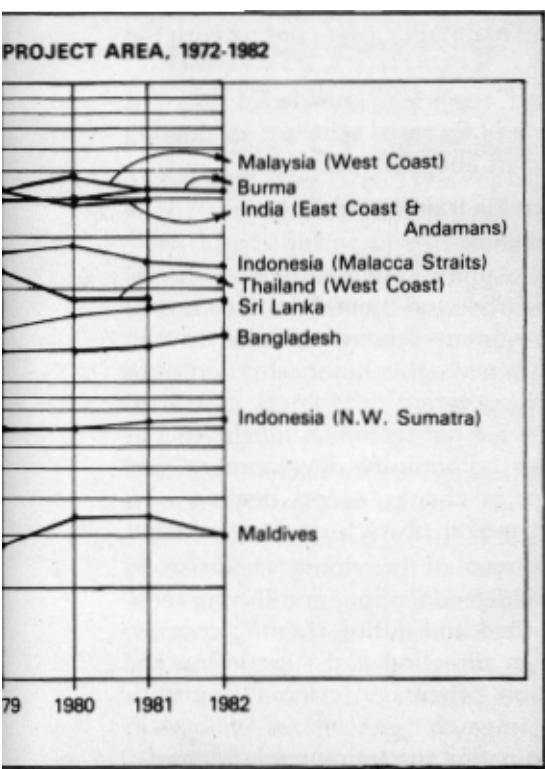 PROJECT AREA, 1972-1982
Malaysia (West Coast)
Burma
India (East Coast &
Andamans)
Indonesia (Malacca Straits)
Thailand (West Coast)
Sri Lanka
Bangladesh
Indonesia (N.W. Sumatra)
Maldives
79 1980 1981 1982